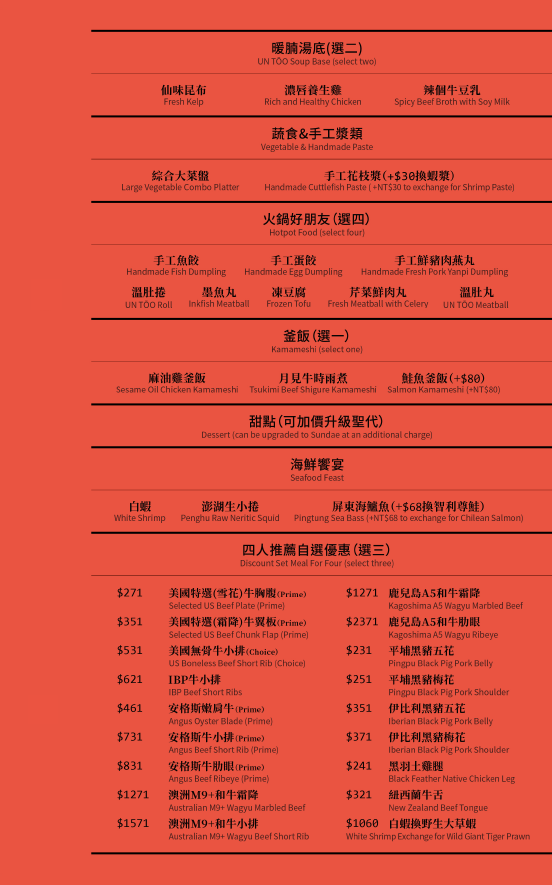 暖腩湯底(選二)
UN TŌO Soup Base (select two)
仙味昆布 濃唇養生雞 辣個牛豆乳
Fresh Kelp Rich and Healthy Chicken Spicy Beef Broth with Soy Milk
蔬食&手工漿類
Vegetable & Handmade Paste
綜合大菜盤 手工花枝漿(+$30換蝦漿)
Large Vegetable Combo Platter Handmade Cuttlefish Paste ( +NT$30 to exchange for Shrimp Paste)
火鍋好朋友(選四)
Hotpot Food (select four)
手工魚餃 手工蛋餃 手工鮮豬肉燕丸
Handmade Fish Dumpling Handmade Egg Dumpling Handmade Fresh Pork Yanpi Dumpling
溫肚捲 墨魚丸 凍豆腐 芹菜鮮肉丸 溫肚丸
UN TŌO Roll Inkfish Meatball Frozen Tofu Fresh Meatball with Celery UN TŌO Meatball
釜飯(選一)
Kamameshi (select one)
麻油雞釜飯 月見牛時雨煮 鮭魚釜飯(+$80)
Sesame Oil Chicken Kamameshi Tsukimi Beef Shigure Kamameshi Salmon Kamameshi (+NT$80)
甜點(可加價升級聖代)
Dessert (can be upgraded to Sundae at an additional charge)
海鮮饗宴
Seafood Feast
白蝦 澎湖生小捲 屏東海鱺魚(+$68換智利尊鮭)
White Shrimp Penghu Raw Neritic Squid Pingtung Sea Bass (+NT$68 to exchange for Chilean Salmon)
四人推薦自選優惠(選三)
Discount Set Meal For Four (select three)
$271 美國特選(雪花)牛胸腹(Prime) $1271 鹿兒島A5和牛霜降
Selected US Beef Plate (Prime) Kagoshima A5 Wagyu Marbled Beef
$351 美國特選(霜降)牛翼板(Prime) $2371 鹿兒島A5和牛肋眼
Selected US Beef Chunk Flap (Prime) Kagoshima A5 Wagyu Ribeye
$531 美國無骨牛小排(Choice) $231 平埔黑豬五花
US Boneless Beef Short Rib (Choice) Pingpu Black Pig Pork Belly
$621 IBP牛小排 $251 平埔黑豬梅花
IBP Beef Short Ribs Pingpu Black Pig Pork Shoulder
$461 安格斯嫩肩牛(Prime) $351 伊比利黑豬五花
Angus Oyster Blade (Prime) Iberian Black Pig Pork Belly
$731 安格斯牛小排(Prime) $371 伊比利黑豬梅花
Angus Beef Short Rib (Prime) Iberian Black Pig Pork Shoulder
$831 安格斯牛肋眼(Prime) $241 黑羽土雞腿
Angus Beef Ribeye (Prime) Black Feather Native Chicken Leg
$1271 澳洲M9+和牛霜降 $321 紐西蘭牛舌
Australian M9+ Wagyu Marbled Beef New Zealand Beef Tongue
$1571 澳洲M9+和牛小排 $1060 白蝦換野生大草蝦
Australian M9+ Wagyu Beef Short Rib White Shrimp Exchange for Wild Giant Tiger Prawn